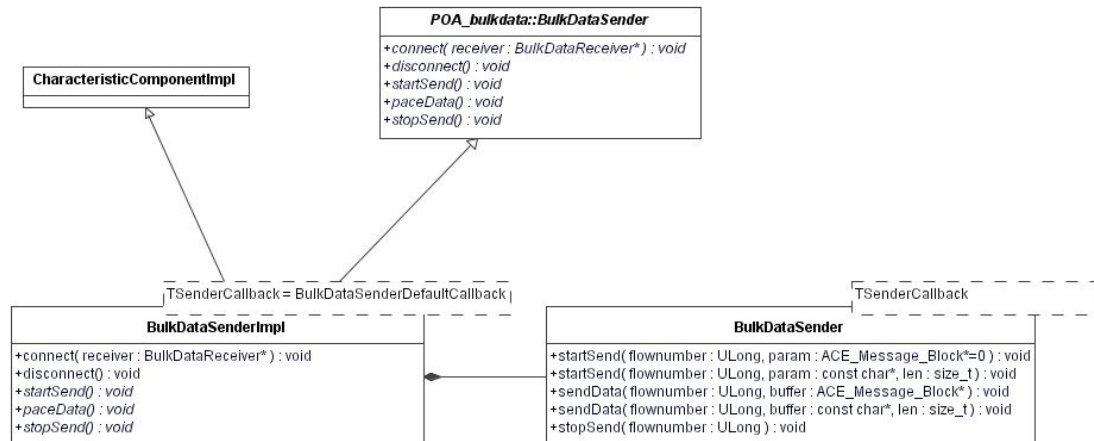 POA_bulkdata::BulkDataSender
+connect( receiver : BulkDataReceiver* ) : void
+disconnect() : void
+startSend() : void
+paceData() : void
+stopSend() : void
CharacteristicComponentImpl
TSenderCallback = BulkDataSenderDefaultCallback
BulkDataSenderImpl
+connect( receiver : BulkDataReceiver* ) : void
+disconnect() : void
+startSend() : void
+paceData() : void
+stopSend() : void
TSenderCallback
BulkDataSender
+startSend( flownumber : ULong, param : ACE_Message_Block*=0 ) : void
+startSend( flownumber : ULong, param : const char*, len : size_t ) : void
+sendData( flownumber : ULong, buffer : ACE_Message_Block* ) : void
+sendData( flownumber : ULong, buffer : const char*, len : size_t ) : void
+stopSend( flownumber : ULong ) : void